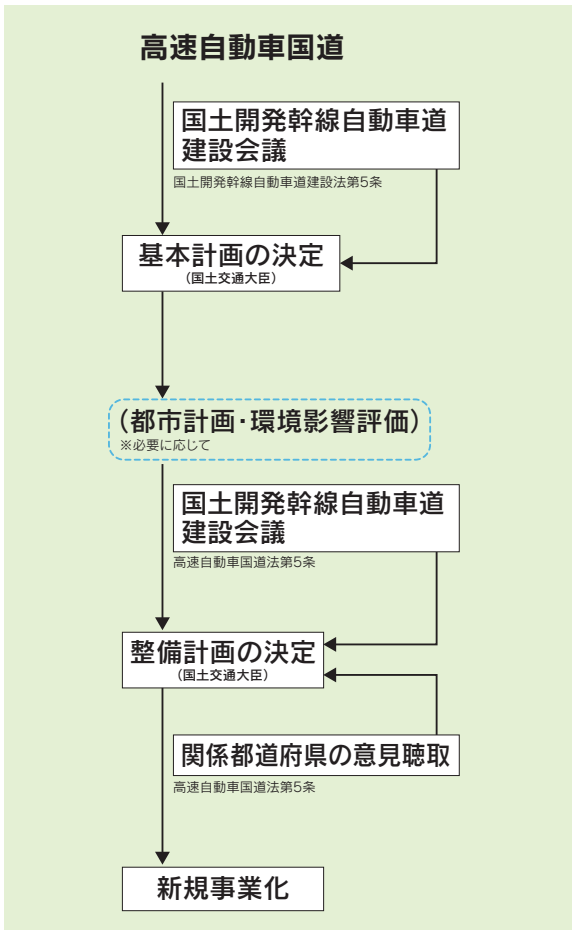 高速自動車国道
国土開発幹線自動車道
建設会議
国土開発幹線自動車道建設法第5条
基本計画の決定
(国土交通大臣)
(都市計画・環境影響評価)
※必要に応じて
国土開発幹線自動車道
建設会議
高速自動車国道法第5条
整備計画の決定
(国土交通大臣)
関係都道府県の意見聴取
高速自動車国道法第5条
新規事業化